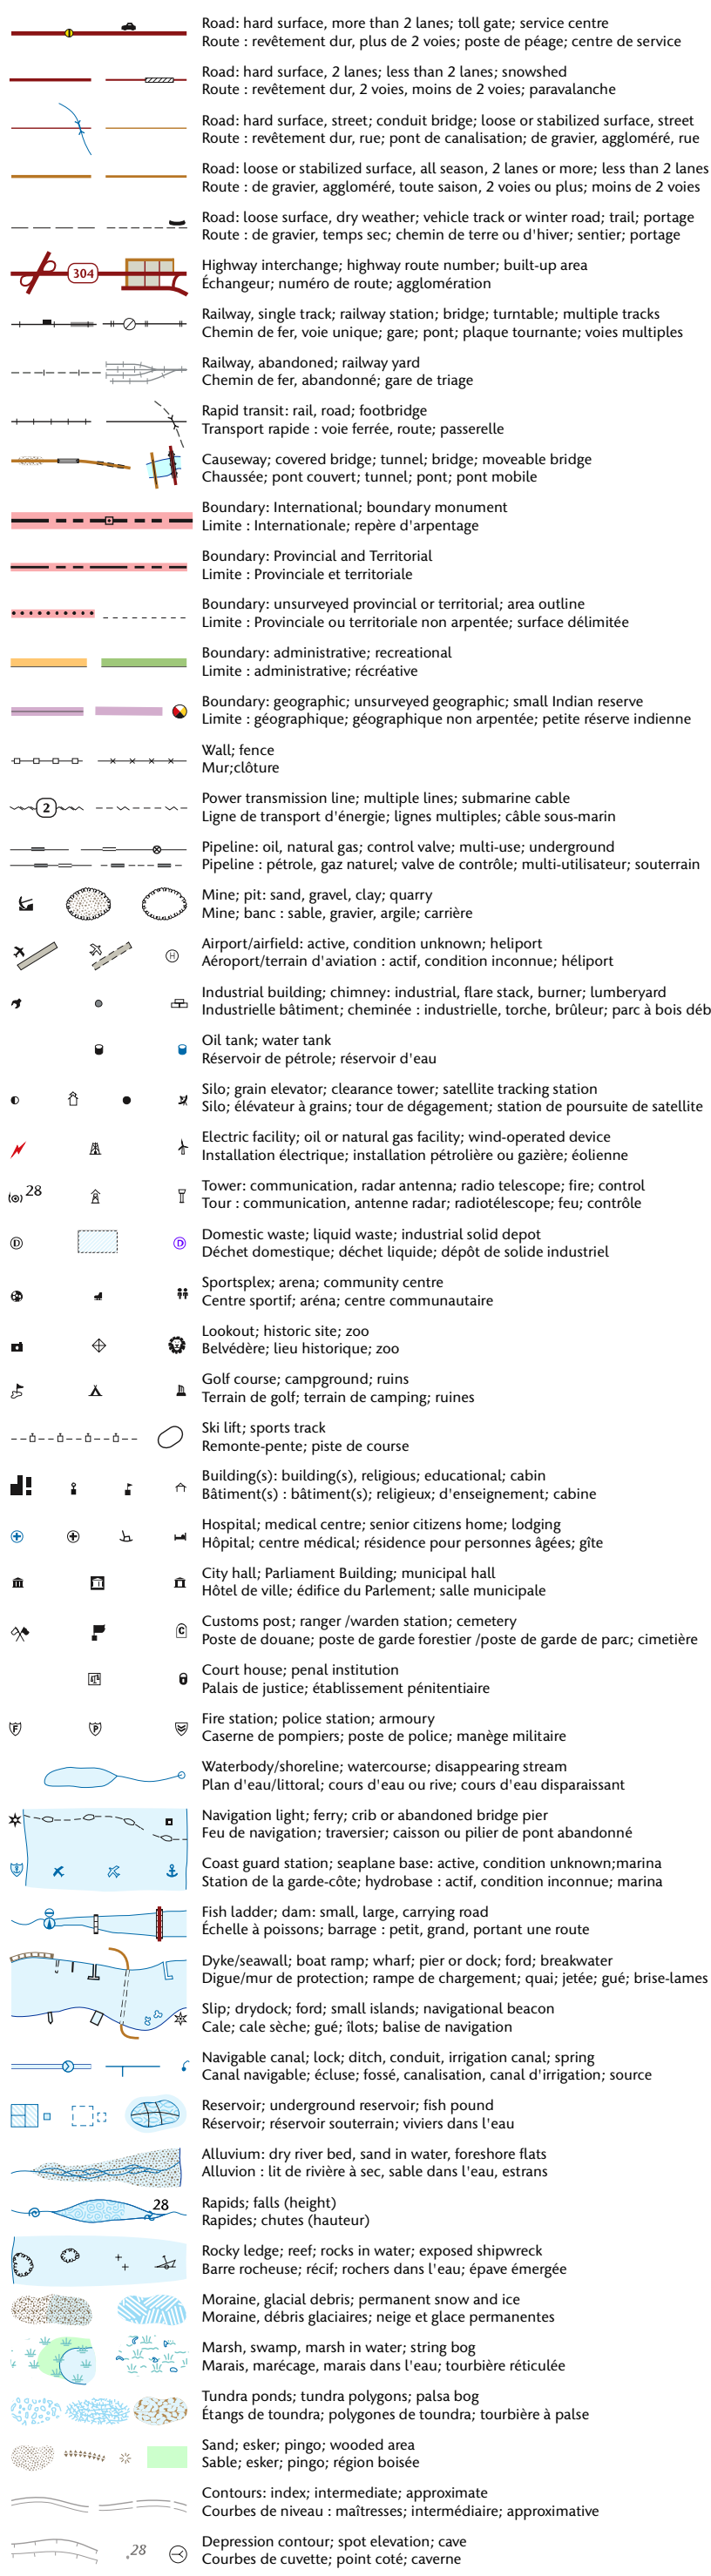 Road: hard surface, more than 2 lanes; toll gate; service centre
Route : revêtement dur, plus de 2 voies; poste de péage; centre de service
Road: hard surface, 2 lanes; less than 2 lanes; snowshed
Route : revêtement dur, 2 voies, moins de 2 voies; paravalanche
Road: hard surface, street; conduit bridge; loose or stabilized surface, street
Route : revêtement dur, rue; pont de canalisation; de gravier, aggloméré, rue
Road: loose or stabilized surface, all season, 2 lanes or more; less than 2 lanes
Route : de gravier, aggloméré, toute saison, 2 voies ou plus; moins de 2 voies
Road: loose surface, dry weather; vehicle track or winter road; trail; portage
Route : de gravier, temps sec; chemin de terre ou d'hiver; sentier; portage
304
Highway interchange; highway route number; built-up area
Échangeur; numéro de route; agglomération
Railway, single track; railway station; bridge; turntable; multiple tracks
Chemin de fer, voie unique; gare; pont; plaque tournante; voies multiples
Railway, abandoned; railway yard
Chemin de fer, abandonné; gare de triage
Rapid transit: rail, road; footbridge
Transport rapide : voie ferrée, route; passerelle
Causeway; covered bridge; tunnel; bridge; moveable bridge
Chaussée; pont couvert; tunnel; pont; pont mobile
Boundary: International; boundary monument
Limite : Internationale; repère d'arpentage
Boundary: Provincial and Territorial
Limite : Provinciale et territoriale
Boundary: unsurveyed provincial or territorial; area outline
Limite : Provinciale ou territoriale non arpentée; surface délimitée
Boundary: administrative; recreational
Limite : administrative; récréative
Boundary: geographic; unsurveyed geographic; small Indian reserve
Limite : géographique; géographique non arpentée; petite réserve indienne
Wall; fence
Mur;clôture
2
Power transmission line; multiple lines; submarine cable
Ligne de transport d'énergie; lignes multiples; câble sous-marin
Pipeline: oil, natural gas; control valve; multi-use; underground
Pipeline : pétrole, gaz naturel; valve de contrôle; multi-utilisateur; souterrain
Mine; pit: sand, gravel, clay; quarry
Mine; banc : sable, gravier, argile; carrière
H
Airport/airfield: active, condition unknown; heliport
Aéroport/terrain d'aviation : actif, condition inconnue; héliport
Industrial building; chimney: industrial, flare stack, burner; lumberyard
Industrielle bâtiment; cheminée : industrielle, torche, brûleur; parc à bois déb
Oil tank; water tank
Réservoir de pétrole; réservoir d'eau
Silo; grain elevator; clearance tower; satellite tracking station
Silo; élévateur à grains; tour de dégagement; station de poursuite de satellite
Electric facility; oil or natural gas facility; wind-operated device
Installation électrique; installation pétrolière ou gazière; éolienne
28
Tower: communication, radar antenna; radio telescope; fire; control
Tour : communication, antenne radar; radiotélescope; feu; contrôle
D
D
Domestic waste; liquid waste; industrial solid depot
Déchet domestique; déchet liquide; dépôt de solide industriel
Sportsplex; arena; community centre
Centre sportif; aréna; centre communautaire
Lookout; historic site; zoo
Belvédère; lieu historique; zoo
Golf course; campground; ruins
Terrain de golf; terrain de camping; ruines
Ski lift; sports track
Remonte-pente; piste de course
Building(s): building(s), religious; educational; cabin
Bâtiment(s) : bâtiment(s); religieux; d'enseignement; cabine
Hospital; medical centre; senior citizens home; lodging
Hôpital; centre médical; résidence pour personnes âgées; gîte
City hall; Parliament Building; municipal hall
Hôtel de ville; édifice du Parlement; salle municipale
C
Customs post; ranger /warden station; cemetery
Poste de douane; poste de garde forestier /poste de garde de parc; cimetière
Court house; penal institution
Palais de justice; établissement pénitentiaire
F
P
Fire station; police station; armoury
Caserne de pompiers; poste de police; manège militaire
Waterbody/shoreline; watercourse; disappearing stream
Plan d'eau/littoral; cours d'eau ou rive; cours d'eau disparaissant
Navigation light; ferry; crib or abandoned bridge pier
Feu de navigation; traversier; caisson ou pilier de pont abandonné
Coast guard station; seaplane base: active, condition unknown;marina
Station de la garde-côte; hydrobase : actif, condition inconnue; marina
Fish ladder; dam: small, large, carrying road
Échelle à poissons; barrage : petit, grand, portant une route
Dyke/seawall; boat ramp; wharf; pier or dock; ford; breakwater
Digue/mur de protection; rampe de chargement; quai; jetée; gué; brise-lames
Slip; drydock; ford; small islands; navigational beacon
Cale; cale sèche; gué; îlots; balise de navigation
Navigable canal; lock; ditch, conduit, irrigation canal; spring
Canal navigable; écluse; fossé, canalisation, canal d'irrigation; source
Reservoir; underground reservoir; fish pound
Réservoir; réservoir souterrain; viviers dans l'eau
Alluvium: dry river bed, sand in water, foreshore flats
Alluvion : lit de rivière à sec, sable dans l'eau, estrans
28
Rapids; falls (height)
Rapides; chutes (hauteur)
Rocky ledge; reef; rocks in water; exposed shipwreck
Barre rocheuse; récif; rochers dans l'eau; épave émergée
Moraine, glacial debris; permanent snow and ice
Moraine, débris glaciaires; neige et glace permanentes
Marsh, swamp, marsh in water; string bog
Marais, marécage, marais dans l'eau; tourbière réticulée
Tundra ponds; tundra polygons; palsa bog
Étangs de toundra; polygones de toundra; tourbière à palse
Sand; esker; pingo; wooded area
Sable; esker; pingo; région boisée
Contours: index; intermediate; approximate
Courbes de niveau : maîtresses; intermédiaire; approximative
.28
Depression contour; spot elevation; cave
Courbes de cuvette; point coté; caverne